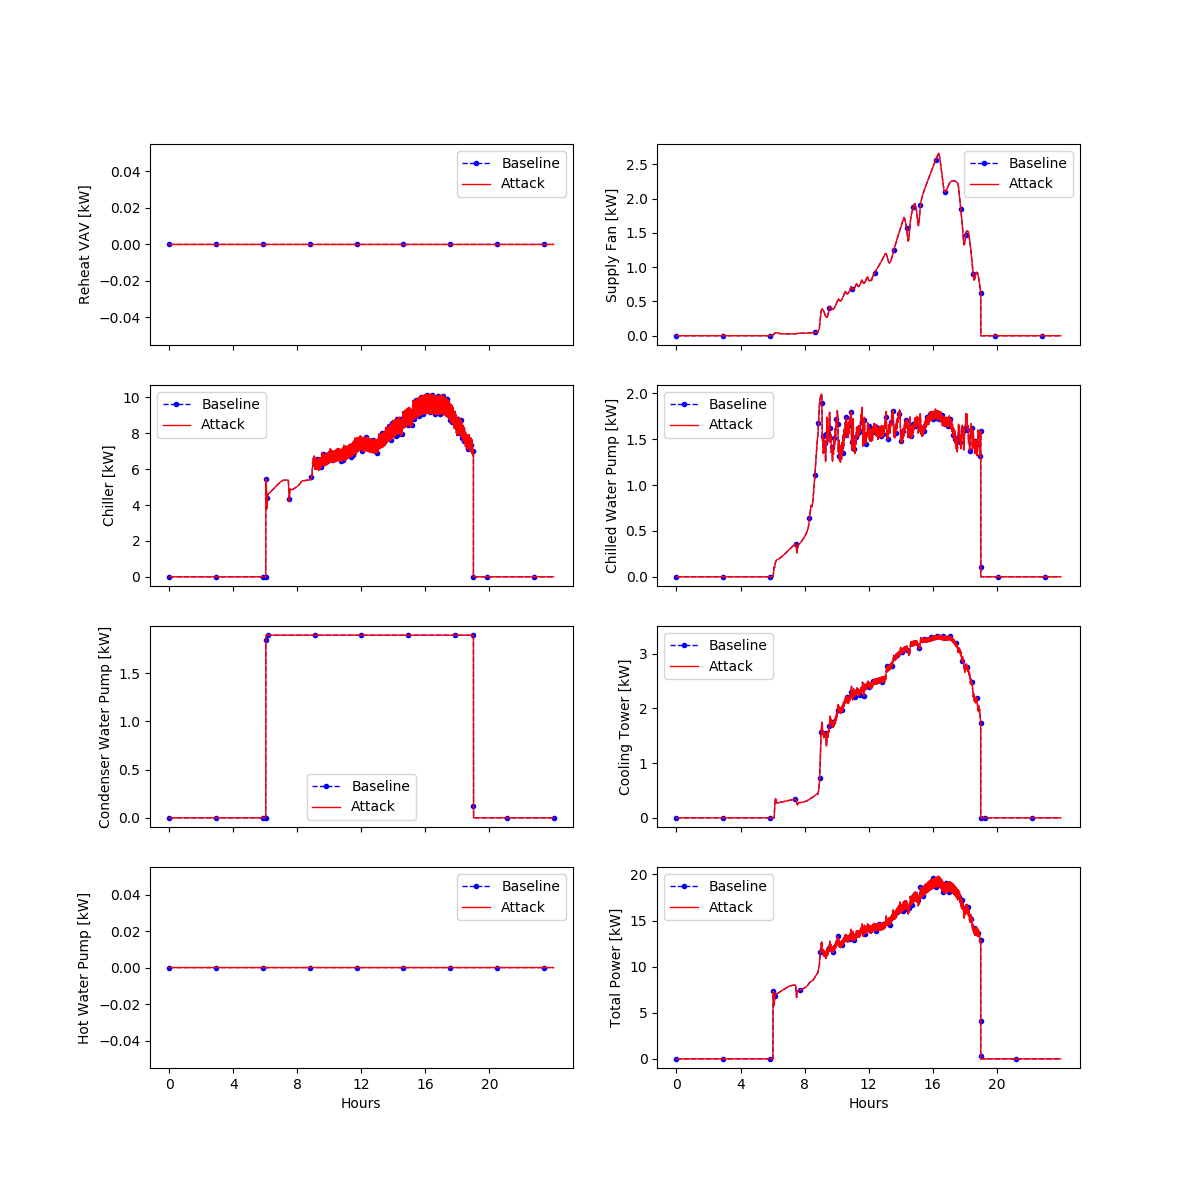 Reheat VAV [kW]
0.04
0.02
0.00
−0.02
−0.04
Baseline
Attack
Supply Fan [kW]
2.5
2.0
1.5
1.0
0.5
0.0
Baseline
Attack
Chiller [kW]
10
8
6
4
2
0
Baseline
Attack
Chilled Water Pump [kW]
2.0
1.5
1.0
0.5
0.0
Baseline
Attack
Condenser Water Pump [kW]
1.5
1.0
0.5
0.0
Baseline
Attack
Cooling Tower [kW]
3
2
1
0
Baseline
Attack
Hot Water Pump [kW]
0.04
0.02
0.00
−0.02
−0.04
Baseline
Attack
0 4 8 12 16 20
Hours
Total Power [kW]
20
15
10
5
0
Baseline
Attack
0 4 8 12 16 20
Hours